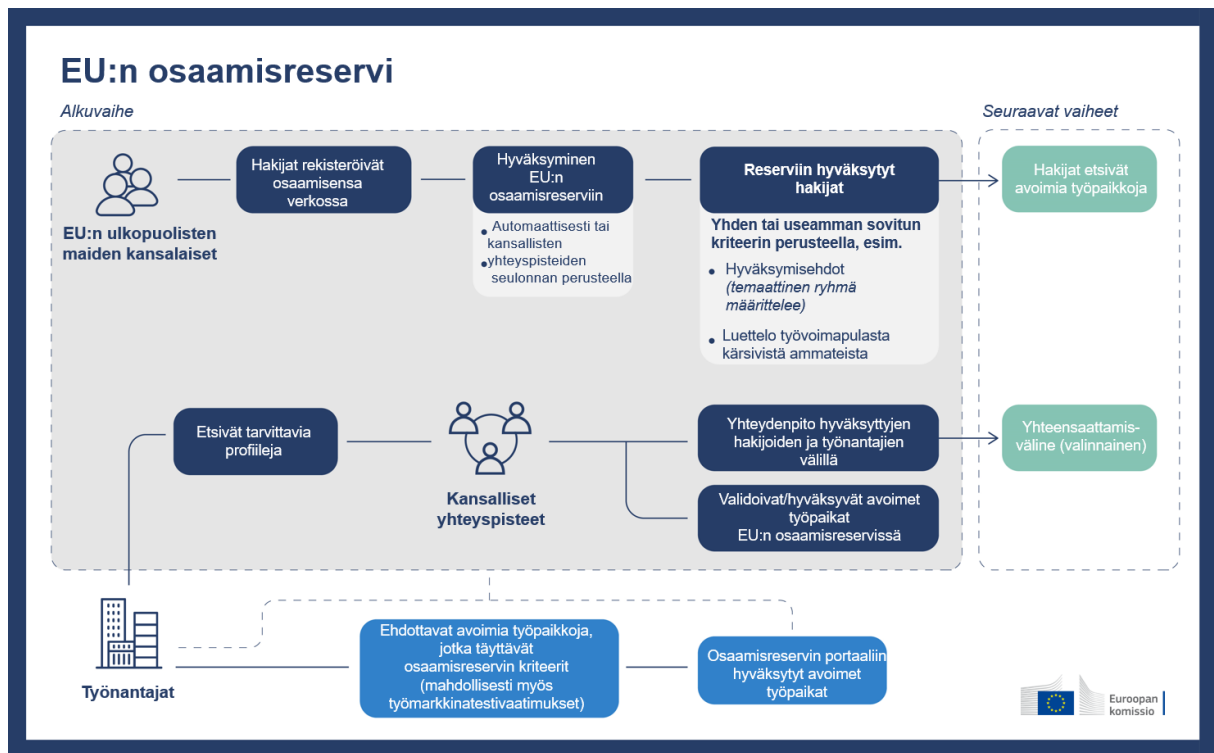 EU:n osaamisreservi
Alkuvaihe
Seuraavat vaiheet
EU:n ulkopuolisten
maiden kansalaiset
Hakijat rekisteröivät
osaamisensa
verkossa
Hyväksyminen
EU:n
osaamisreserviin
• Automaattisesti tai
kansallisten
•yhteyspisteiden
seulonnan perusteella
Reserviin hyväksytyt
hakijat
Yhden tai useamman sovitun
kriteerin perusteella, esim.
• Hyväksymisehdot
(temaattinen ryhmä
määrittelee)
• Luettelo työvoimapulasta
kärsivistä ammateista
Hakijat etsivät
avoimia työpaikkoja
Etsivät tarvittavia
profiileja
Kansalliset
yhteyspisteet
Yhteydenpito hyväksyttyjen
hakijoiden ja työnantajien
välillä
Validoivat/hyväksyvät avoimet
työpaikat
EU:n osaamisreservissä
Yhteensaattamis-
väline (valinnainen)
Työnantajat
Ehdottavat avoimia työpaikkoja,
jotka täyttävät
osaamisreservin kriteerit
(mahdollisesti myös
työmarkkinatestivaatimukset)
Osaamisreservin portaaliin
hyväksytyt avoimet
työpaikat
Euroopan
komissio